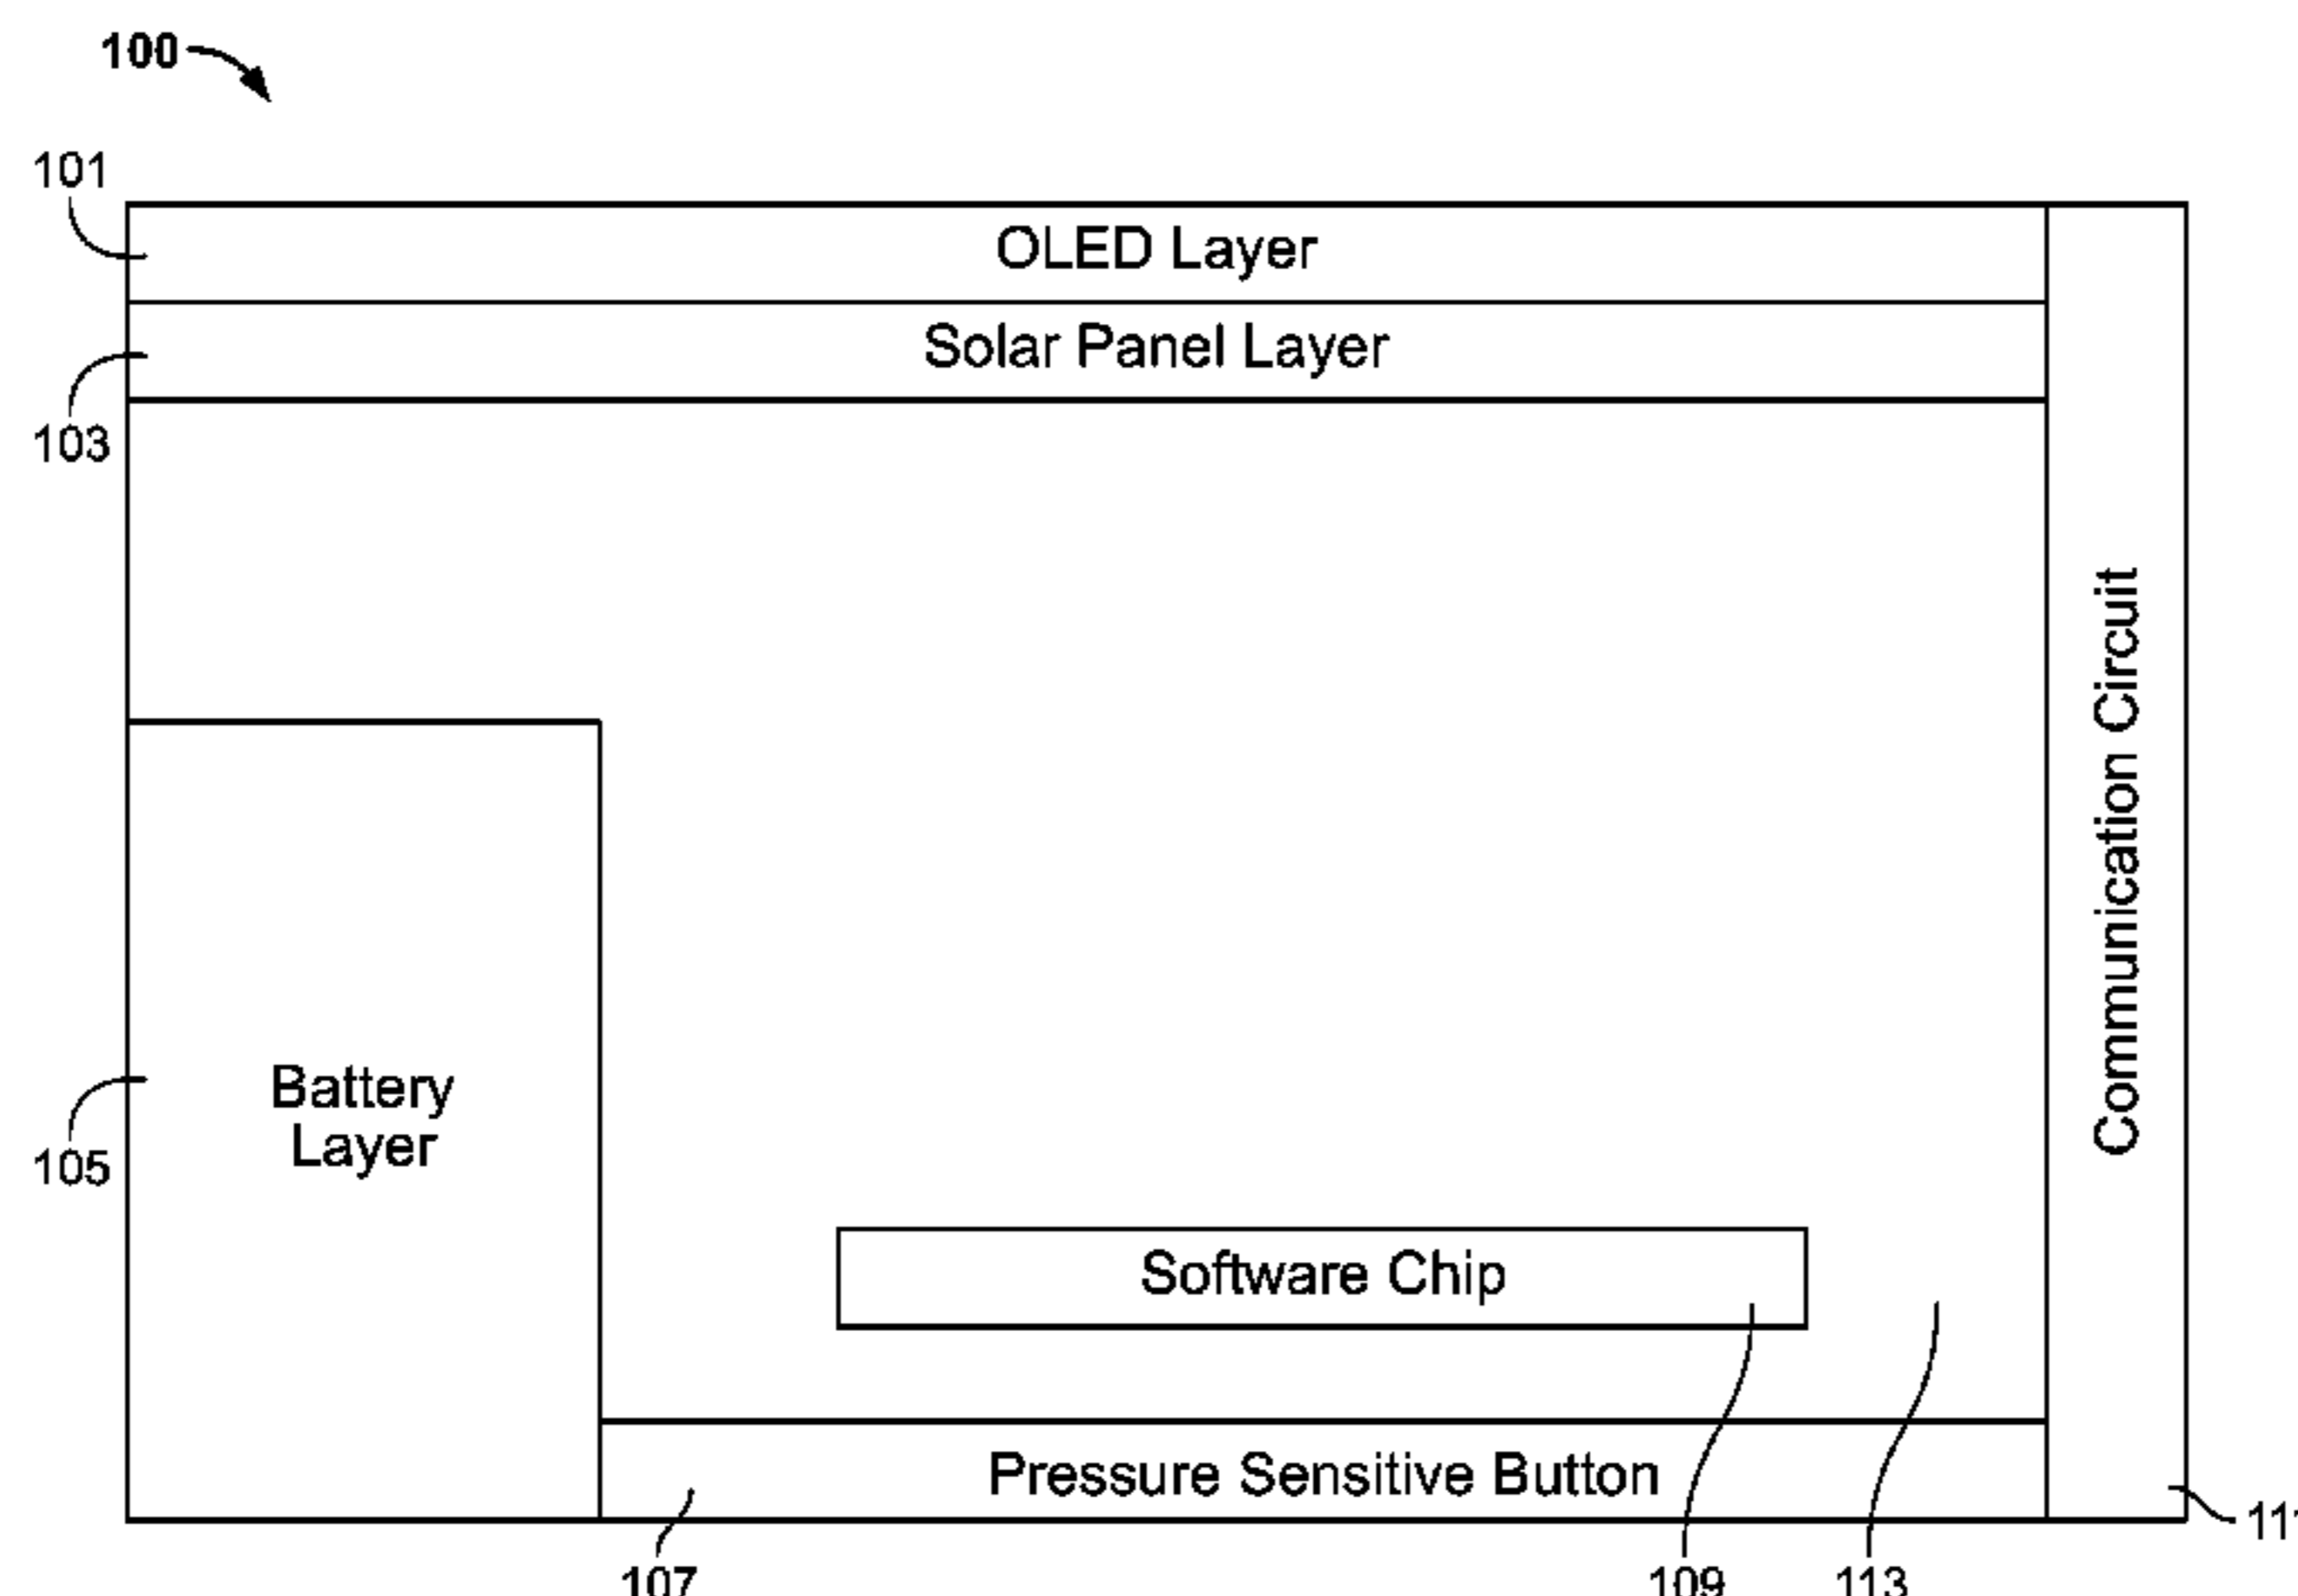 100
101
OLED Layer
Solar Panel Layer
103
Communication Circuit
Battery
Layer
105
Software Chip
Pressure Sensitive Button
111
107
109
113